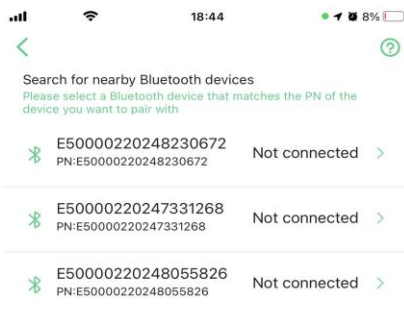 18:44
8%
Search for nearby Bluetooth devices
Please select a Bluetooth device that matches the PN of the
device you want to pair with
E50000220248230672
PN:E50000220248230672
Not connected
E50000220247331268
PN:E50000220247331268
Not connected
E50000220248055826
PN:E50000220248055826
Not connected